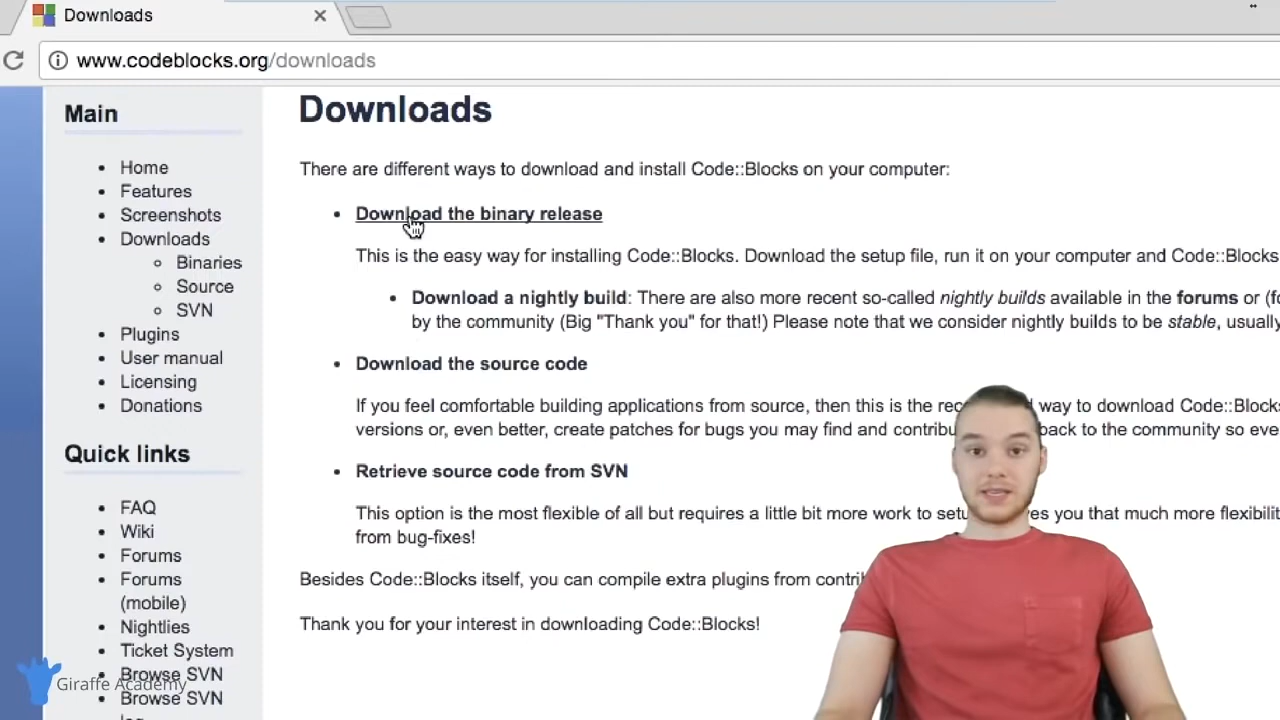 Downloads
www.codeblocks.org/downloads
Main
Home
Features
Screenshots
Downloads
Binaries
Source
SVN
Plugins
User manual
Licensing
Donations
Quick links
FAQ
Wiki
Forums
Forums
(mobile)
Nightlies
Ticket System
Browse SVN
Browse SVN
Downloads
There are different ways to download and install Code::Blocks on your computer:
Download the binary release
This is the easy way for installing Code::Blocks. Download the setup file, run it on your computer and Code::Blocks
Download a nightly build: There are also more recent so-called nightly builds available in the forums or (fo
by the community (Big "Thank you" for that!) Please note that we consider nightly builds to be stable, usually
Download the source code
If you feel comfortable building applications from source, then this is the way to download Code::Blocks
versions or, even better, create patches for bugs you may find and back to the community so
Retrieve source code from SVN
This option is the most flexible of all but requires a little bit more work to you that much more
from bug-fixes!
Besides Code::Blocks itself, you can compile extra plugins from
Thank you for your interest in downloading Code::Blocks!
Giraffe Academy